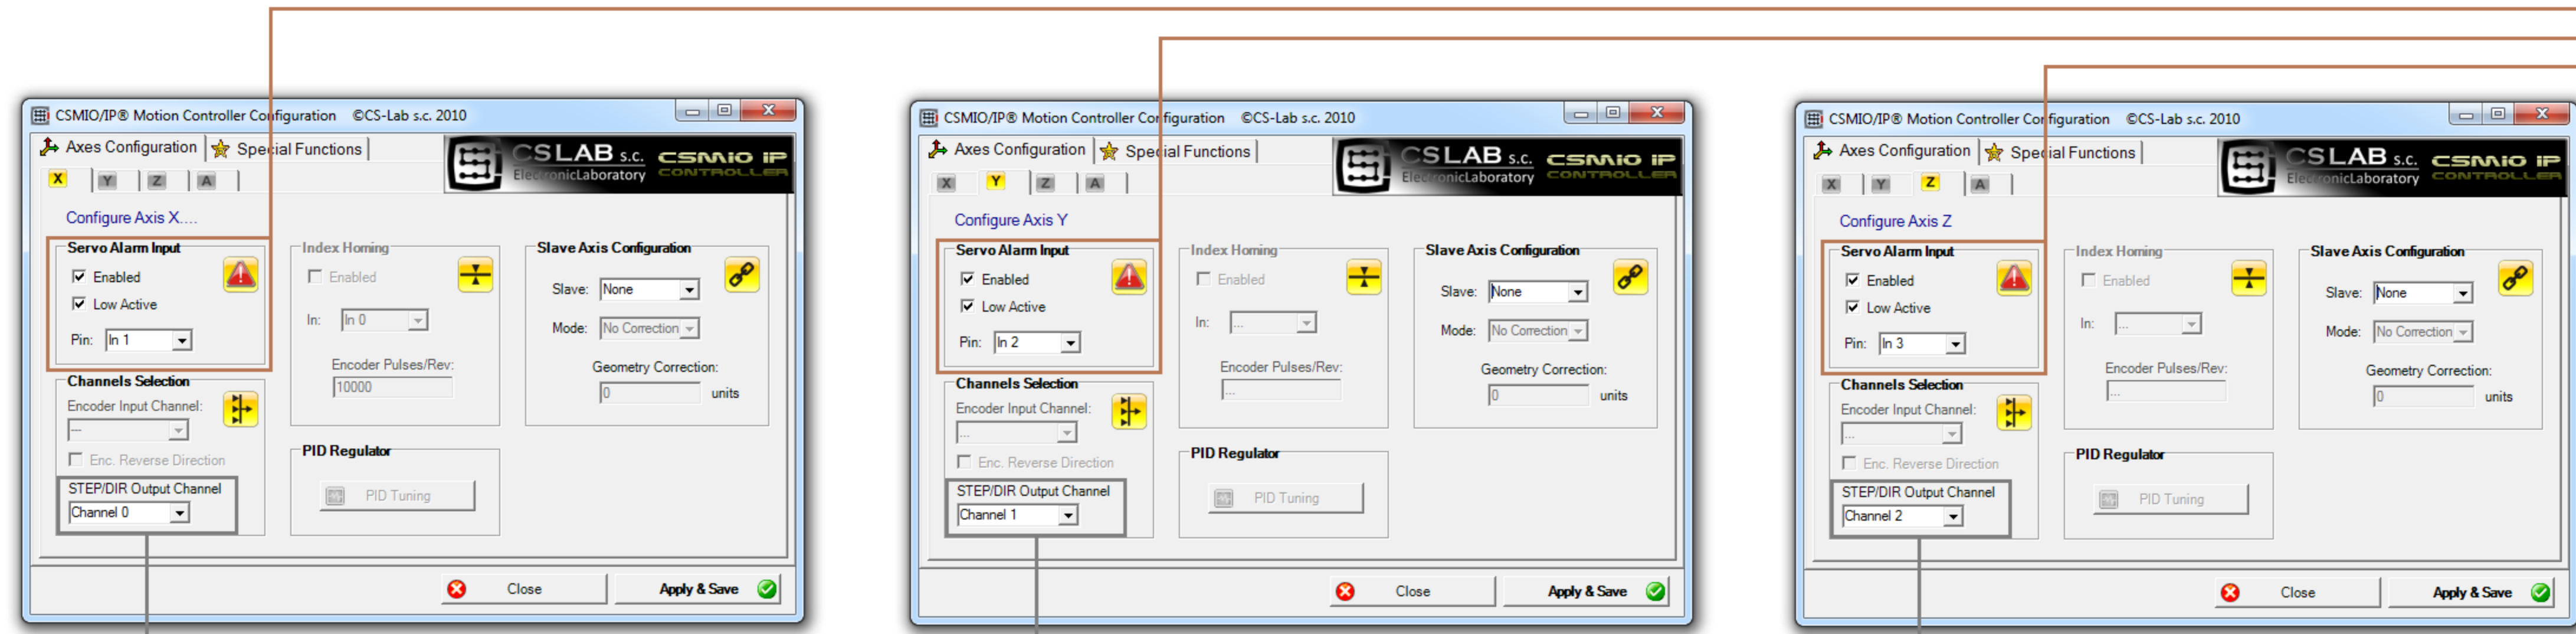 CSMIO/IP® Motion Controller Configuration ©CS-Lab s.c. 2010
Axes Configuration Special Functions
CSLAB s.c.
ElectronicLaboratory
CSMIO IP
CONTROLLER
X Y Z A
Configure Axis X....
Servo Alarm Input
Enabled
Low Active
Pin: In 1
Index Homing
Enabled
In: In 0
Encoder Pulses/Rev:
10000
Slave Axis Configuration
Slave: None
Mode: No Correction
Geometry Correction:
0 units
Channels Selection
Encoder Input Channel:
---
Enc. Reverse Direction
STEP/DIR Output Channel
Channel 0
PID Regulator
PID Tuning
Close
Apply & Save
CSMIO/IP® Motion Controller Configuration ©CS-Lab s.c. 2010
Axes Configuration Special Functions
CSLAB s.c.
ElectronicLaboratory
CSMIO IP
CONTROLLER
X Y Z A
Configure Axis Y
Servo Alarm Input
Enabled
Low Active
Pin: In 2
Index Homing
Enabled
In: ...
Encoder Pulses/Rev:
...
Slave Axis Configuration
Slave: None
Mode: No Correction
Geometry Correction:
0 units
Channels Selection
Encoder Input Channel:
...
Enc. Reverse Direction
STEP/DIR Output Channel
Channel 1
PID Regulator
PID Tuning
Close
Apply & Save
CSMIO/IP® Motion Controller Configuration ©CS-Lab s.c. 2010
Axes Configuration Special Functions
CSLAB s.c.
ElectronicLaboratory
CSMIO IP
CONTROLLER
X Y Z A
Configure Axis Z
Servo Alarm Input
Enabled
Low Active
Pin: In 3
Index Homing
Enabled
In: ...
Encoder Pulses/Rev:
...
Slave Axis Configuration
Slave: None
Mode: No Correction
Geometry Correction:
0 units
Channels Selection
Encoder Input Channel:
...
Enc. Reverse Direction
STEP/DIR Output Channel
Channel 2
PID Regulator
PID Tuning
Close
Apply & Save